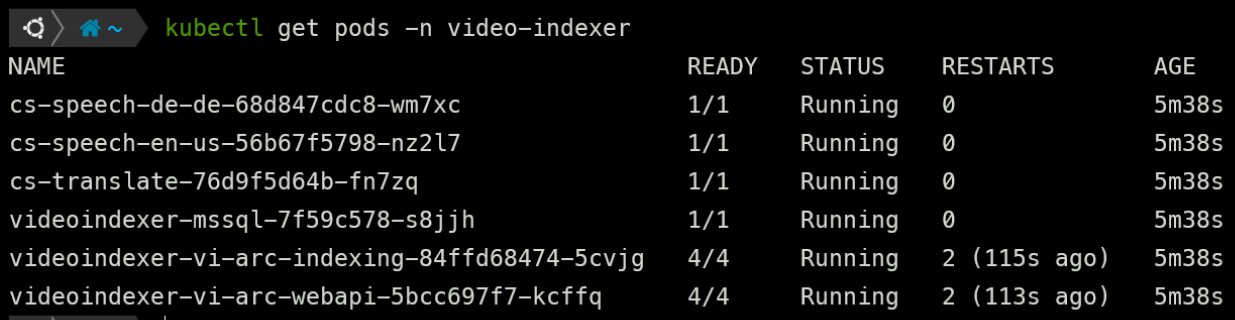 ~ kubectl get pods -n video-indexer
NAME READY STATUS RESTARTS AGE
cs-speech-de-de-68d847cdc8-wm7xc 1/1 Running 0 5m38s
cs-speech-en-us-56b67f5798-nz2l7 1/1 Running 0 5m38s
cs-translate-76d9f5d64b-fn7zq 1/1 Running 0 5m38s
videoindexer-mssql-7f59c578-s8jjh 1/1 Running 0 5m38s
videoindexer-vi-arc-indexing-84ffd68474-5cvjg 4/4 Running 2 (115s ago) 5m38s
videoindexer-vi-arc-webapi-5bcc697f7-kcffq 4/4 Running 2 (113s ago) 5m38s